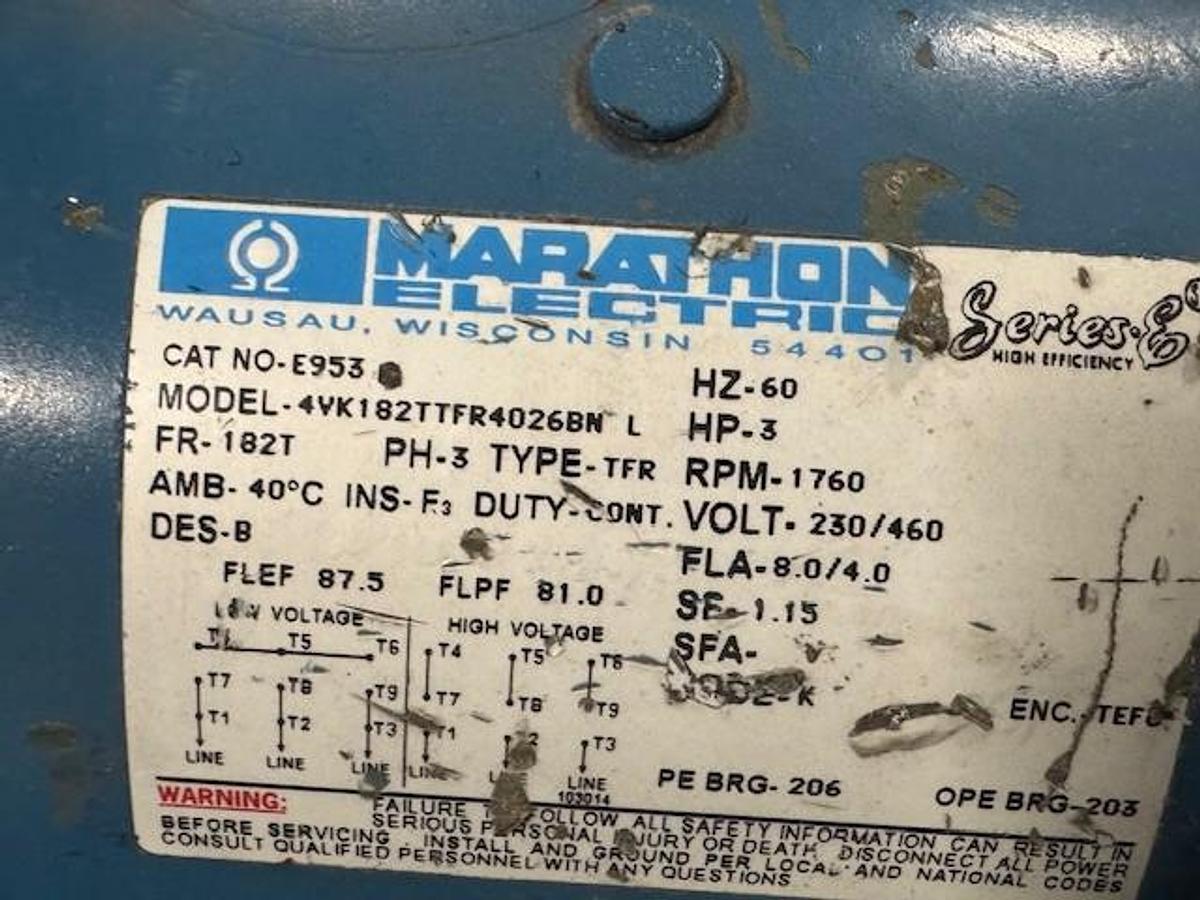 MARATHON
ELECTRIC
WAUSAU, WISCONSIN 54401
Series·E
HIGH EFFICIENCY
CAT NO-E953
HZ-60
MODEL-4VK182TTFR4026BN L
HP-3
FR-182T PH-3 TYPE-TFR
RPM-1760
AMB-40°C INS-F3 DUTY-CONT.
VOLT-230/460
DES-B
FLA-8.0/4.0
FLEF 87.5 FLPF 81.0
SF-1.15
LOW VOLTAGE HIGH VOLTAGE
SFA-
T5 T6 T4 T5 T6
T7 T8 T9 T7 T8 T9
K
ENC.-TEFC
T1 T2 T3 T1 2 T3
LINE LINE LINE LINE LINE
103014
PE BRG-206
OPE BRG-203
WARNING: FAILURE TO FOLLOW ALL SAFETY INFORMATION CAN RESULT IN
SERIOUS PERSONAL INJURY OR DEATH DISCONNECT ALL POWER
BEFORE SERVICING INSTALL AND GROUND PER LOCAL AND NATIONAL CODES
CONSULT QUALIFIED PERSONNEL WITH ANY QUESTIONS